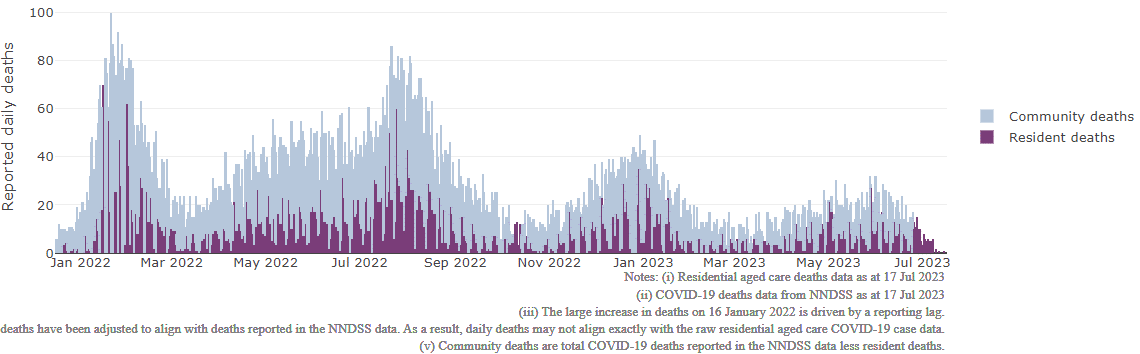 Reported daily deaths
100
80
60
40
20
0
Jan 2022 Mar 2022 May 2022 Jul 2022 Sep 2022 Nov 2022 Jan 2023 Mar 2023 May 2023 Jul 2023
Community deaths
Resident deaths
Notes: (i) Residential aged care deaths data as at 17 Jul 2023
(ii) COVID-19 deaths data from NNDSS as at 17 Jul 2023
(iii) The large increase in deaths on 16 January 2022 is driven by a reporting lag.
deaths have been adjusted to align with deaths reported in the NNDSS data. As a result, daily deaths may not align exactly with the raw residential aged care COVID-19 case data.
(v) Community deaths are total COVID-19 deaths reported in the NNDSS data less resident deaths.